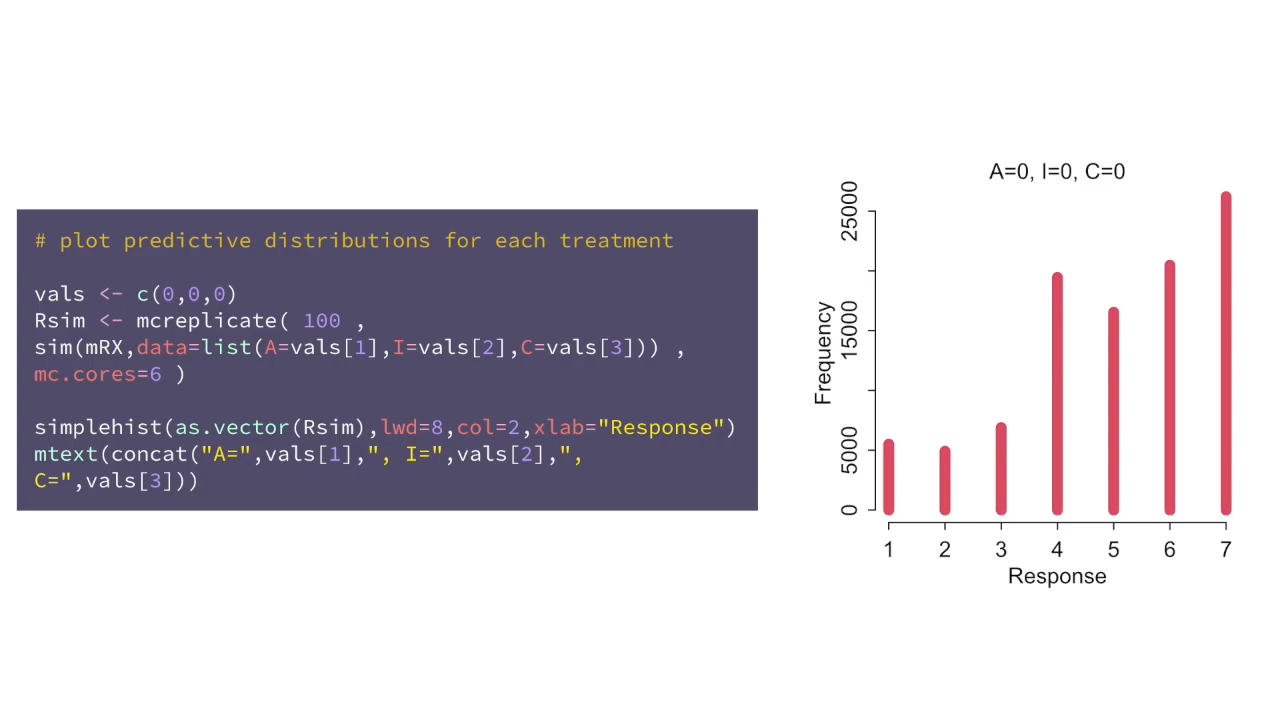 # plot predictive distributions for each treatment
vals <- c(0,0,0)
Rsim <- mcreplicate( 100 ,
sim(mRX,data=list(A=vals[1],I=vals[2],C=vals[3])) ,
mc.cores=6 )
simplehist(as.vector(Rsim),lwd=8,col=2,xlab="Response")
mtext(concat("A=",vals[1],", I=",vals[2],",
C=",vals[3]))
A=0, I=0, C=0
Frequency
25000
15000
5000
0
1 2 3 4 5 6 7
Response